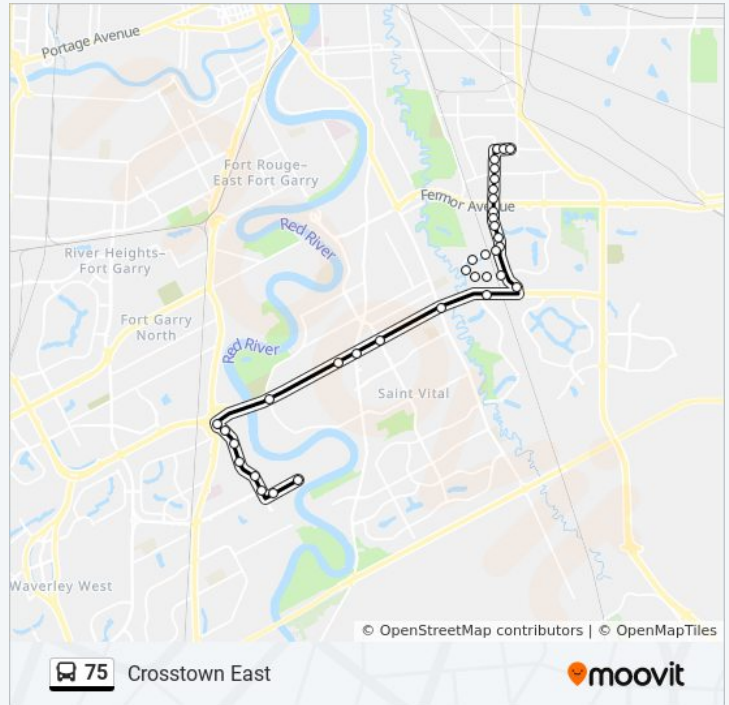 Portage Avenue
Fort Rouge–
East Fort Garry
Fermor Avenue
Red River
River Heights–
Fort Garry
Fort Garry
North
Red River
Saint Vital
Waverley West
© OpenStreetMap contributors | © OpenMapTiles
75 Crosstown East
moovit